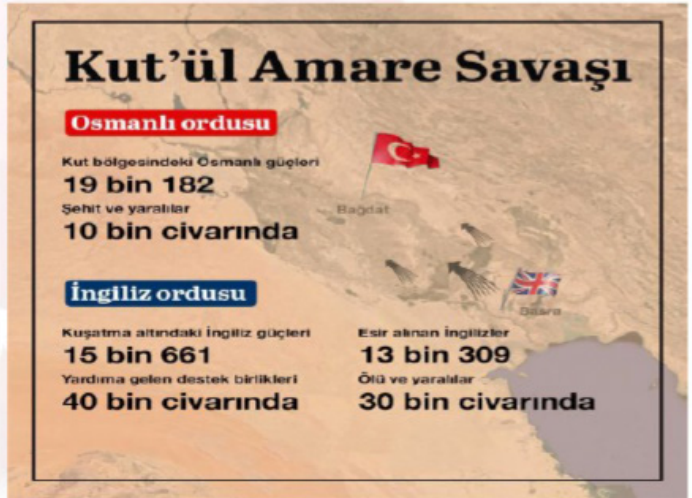 Kut'ül Amare Savaşı
Osmanlı ordusu
Kut bölgesindeki Osmanlı güçleri
19 bin 182
Şehit ve yaralılar
10 bin civarında
Bağdat
İngiliz ordusu
Basra
Kuşatma altındaki İngiliz güçleri
15 bin 661
Yardıma gelen destek birlikleri
40 bin civarında
Esir alınan İngilizler
13 bin 309
Ölü ve yaralılar
30 bin civarında